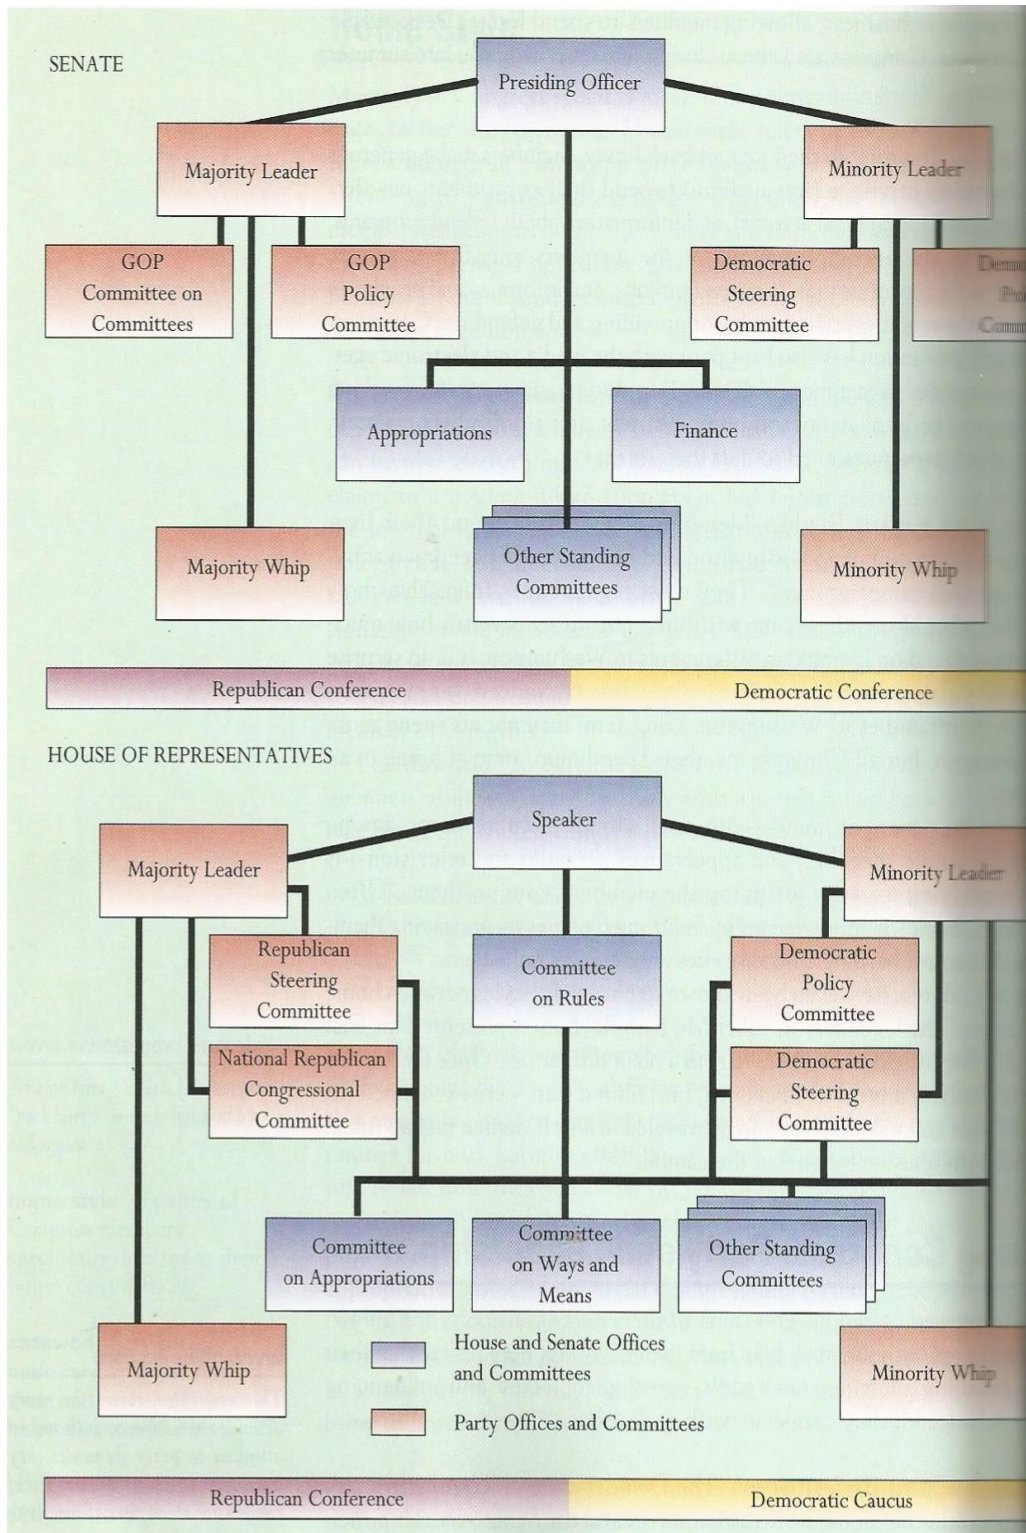 SENATE
Presiding Officer
Majority Leader
Minority Leader
GOP
Committee on
Committees
GOP
Policy
Committee
Democratic
Steering
Committee
Appropriations
Finance
Majority Whip
Other Standing
Committees
Minority Whip
Republican Conference
Democratic Conference
HOUSE OF REPRESENTATIVES
Speaker
Majority Leader
Minority Leader
Republican
Steering
Committee
Committee
on Rules
Democratic
Policy
Committee
National Republican
Congressional
Committee
Democratic
Steering
Committee
Committee
on Appropriations
Committee
on Ways and
Means
Other Standing
Committees
Majority Whip
Minority Whip
House and Senate Offices
and Committees
Party Offices and Committees
Republican Conference
Democratic Caucus